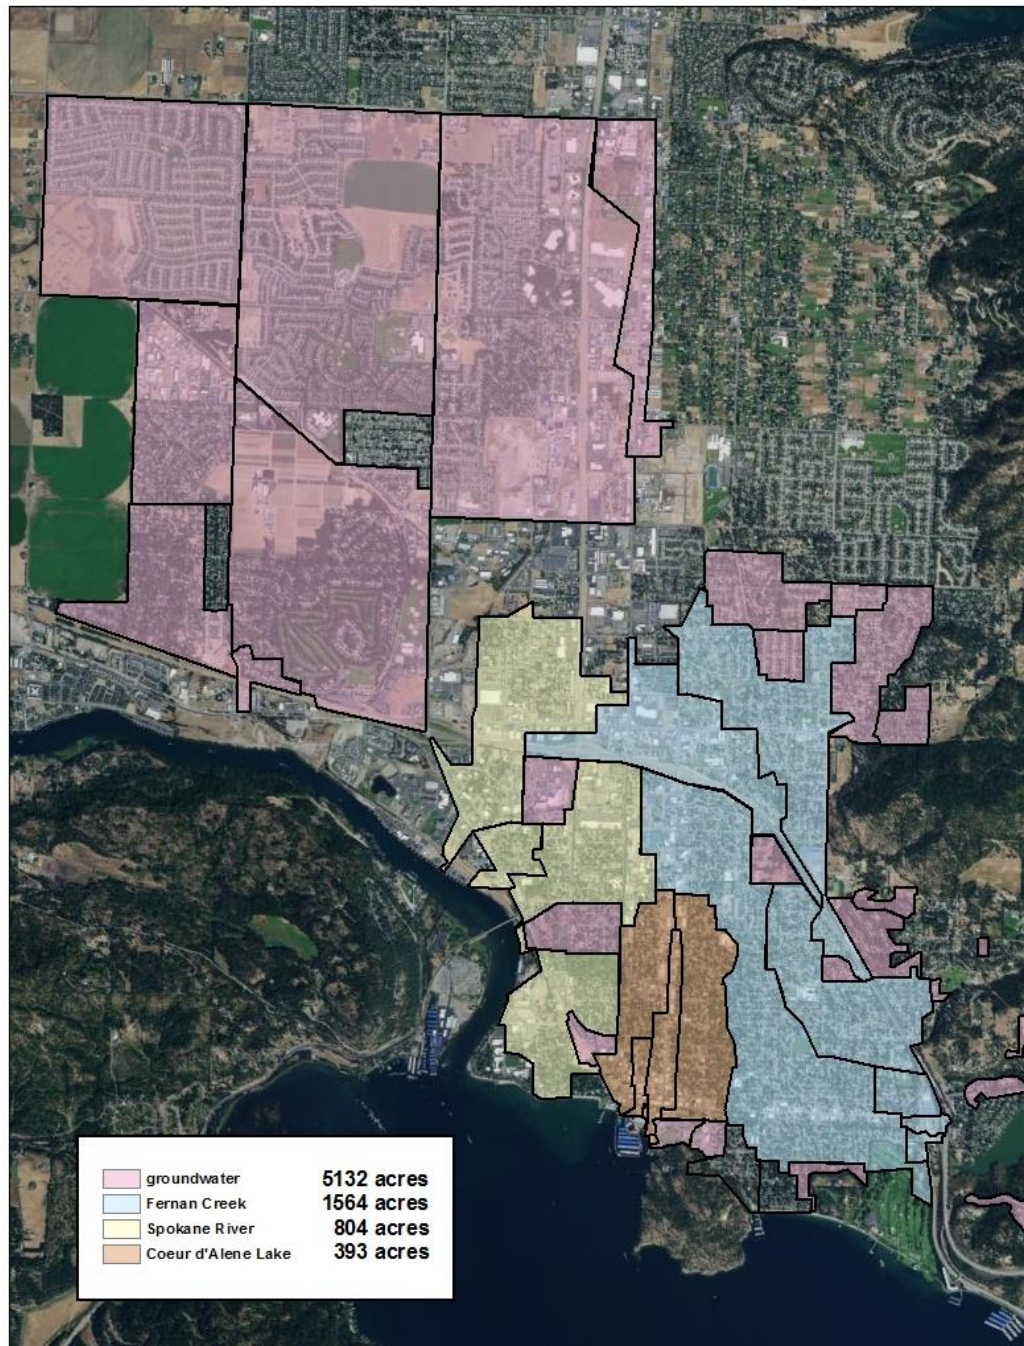 groundwater 5132 acres
Fernan Creek 1564 acres
Spokane River 804 acres
Coeur d'Alene Lake 393 acres